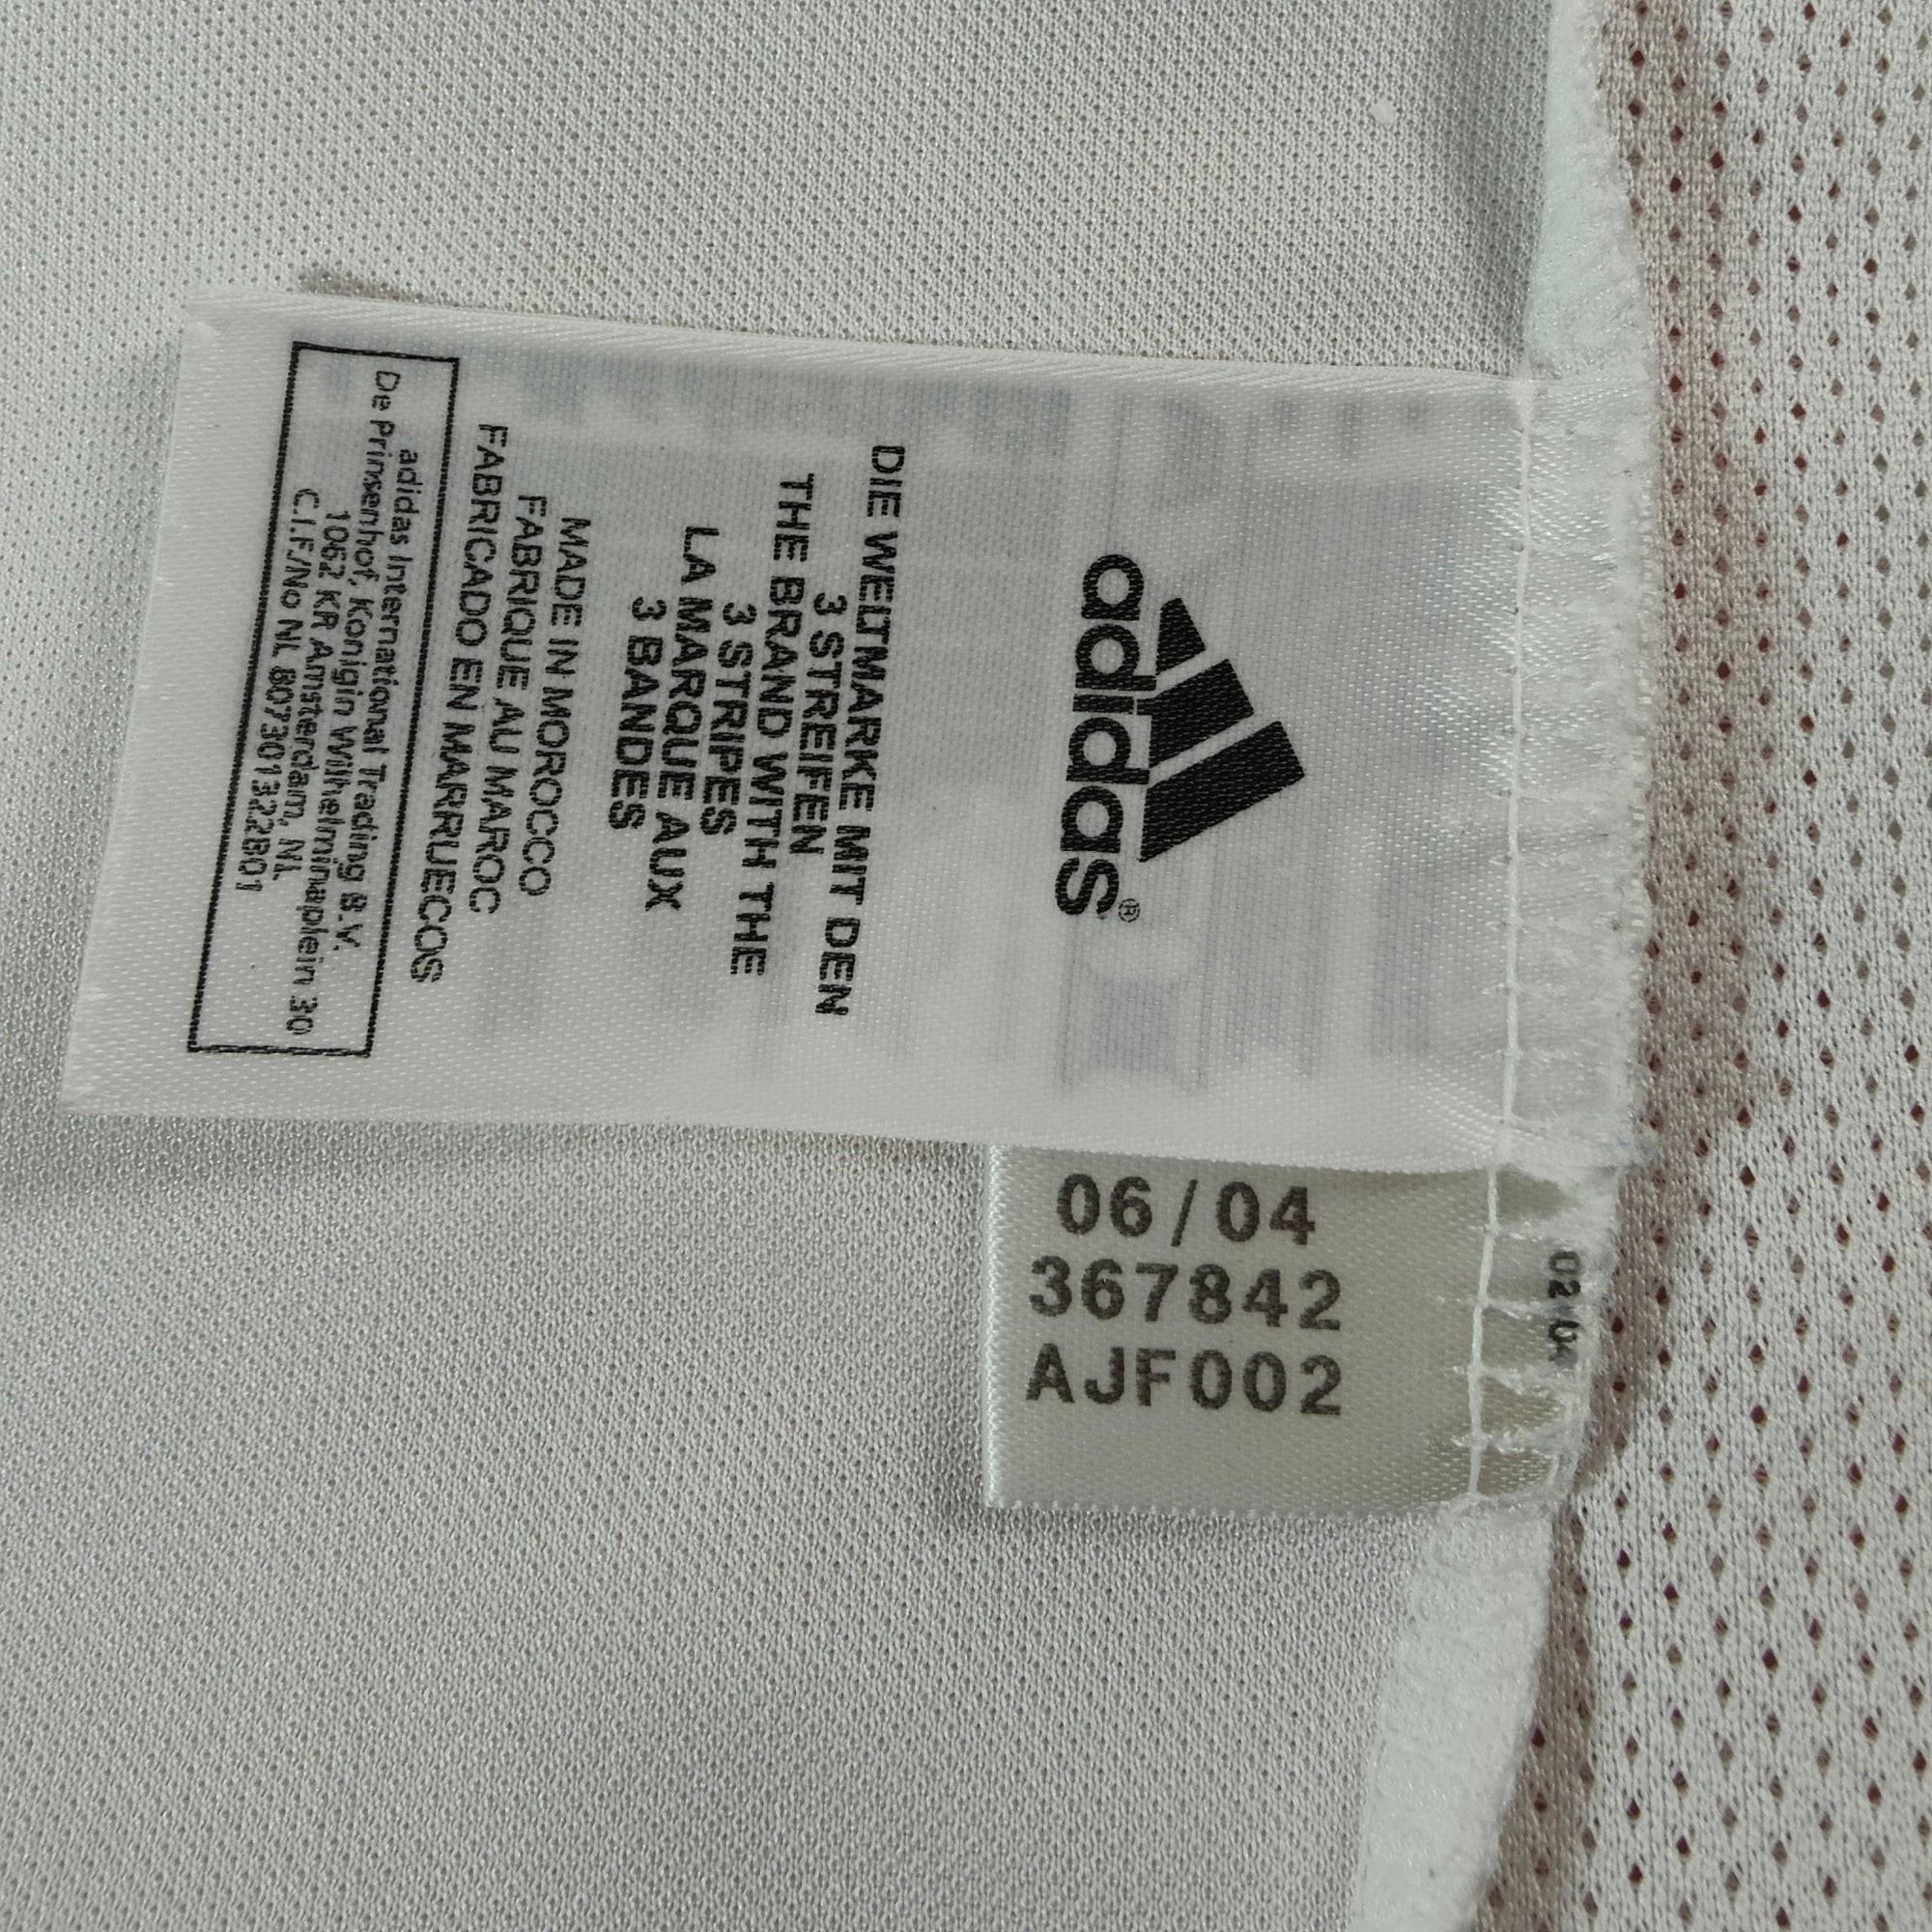 adidas®
DIE WELTMARKE MIT DEN
3 STREIFEN
THE BRAND WITH THE
3 STRIPES
LA MARQUE AUX
3 BANDES
MADE IN MOROCCO
FABRIQUE AU MAROC
FABRICADO EN MARRUECOS
adidas International Trading B.V.
De Prinsenhof, Konigin Wilhelminaplein 30
1062 KR Amsterdam, NL
C.I.F./No NL 807301322B01
06/04
367842
AJF002
02/04